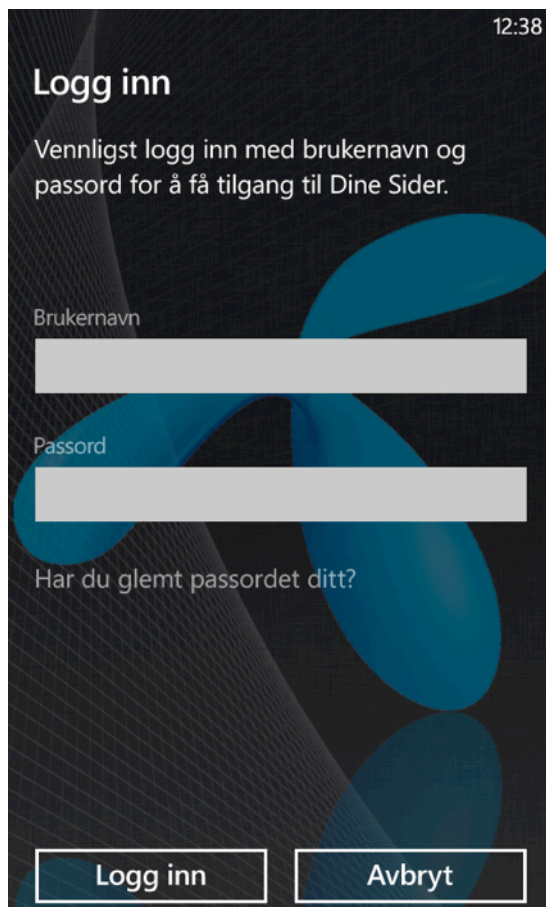 12:38
Logg inn
Vennligst logg inn med brukernavn og
passord for å få tilgang til Dine Sider.
Brukernavn
Passord
Har du glemt passordet ditt?
Logg inn
Avbryt